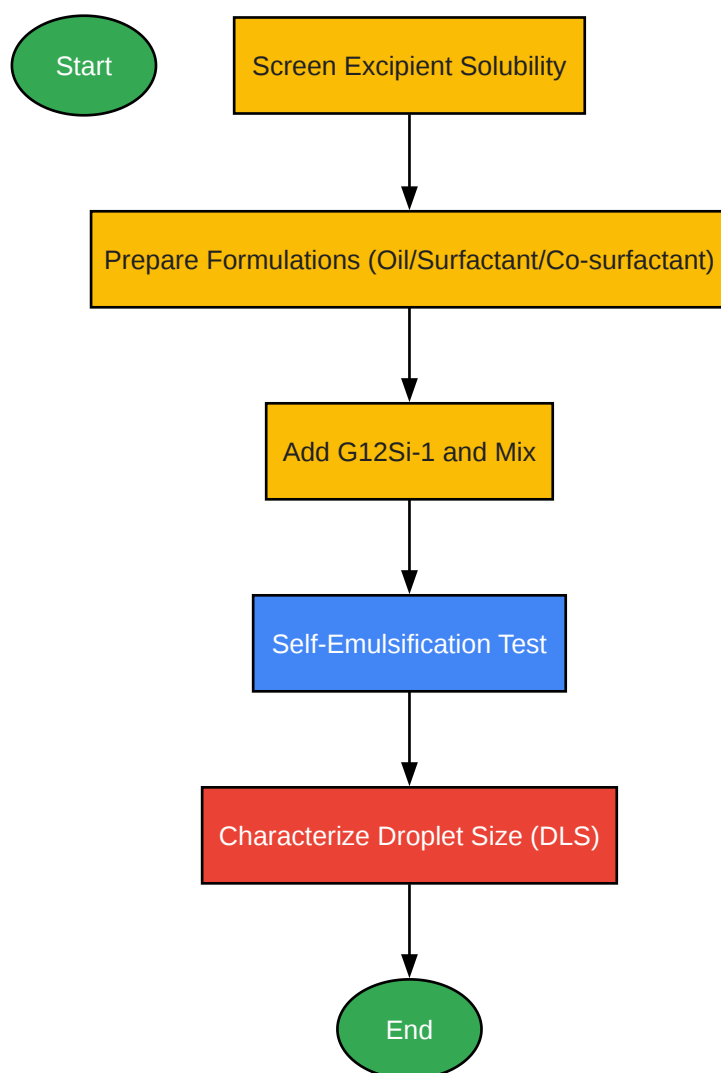 Start
Screen Excipient Solubility
Prepare Formulations (Oil/Surfactant/Co-surfactant)
Add G12Si-1 and Mix
Self-Emulsification Test
Characterize Droplet Size (DLS)
End